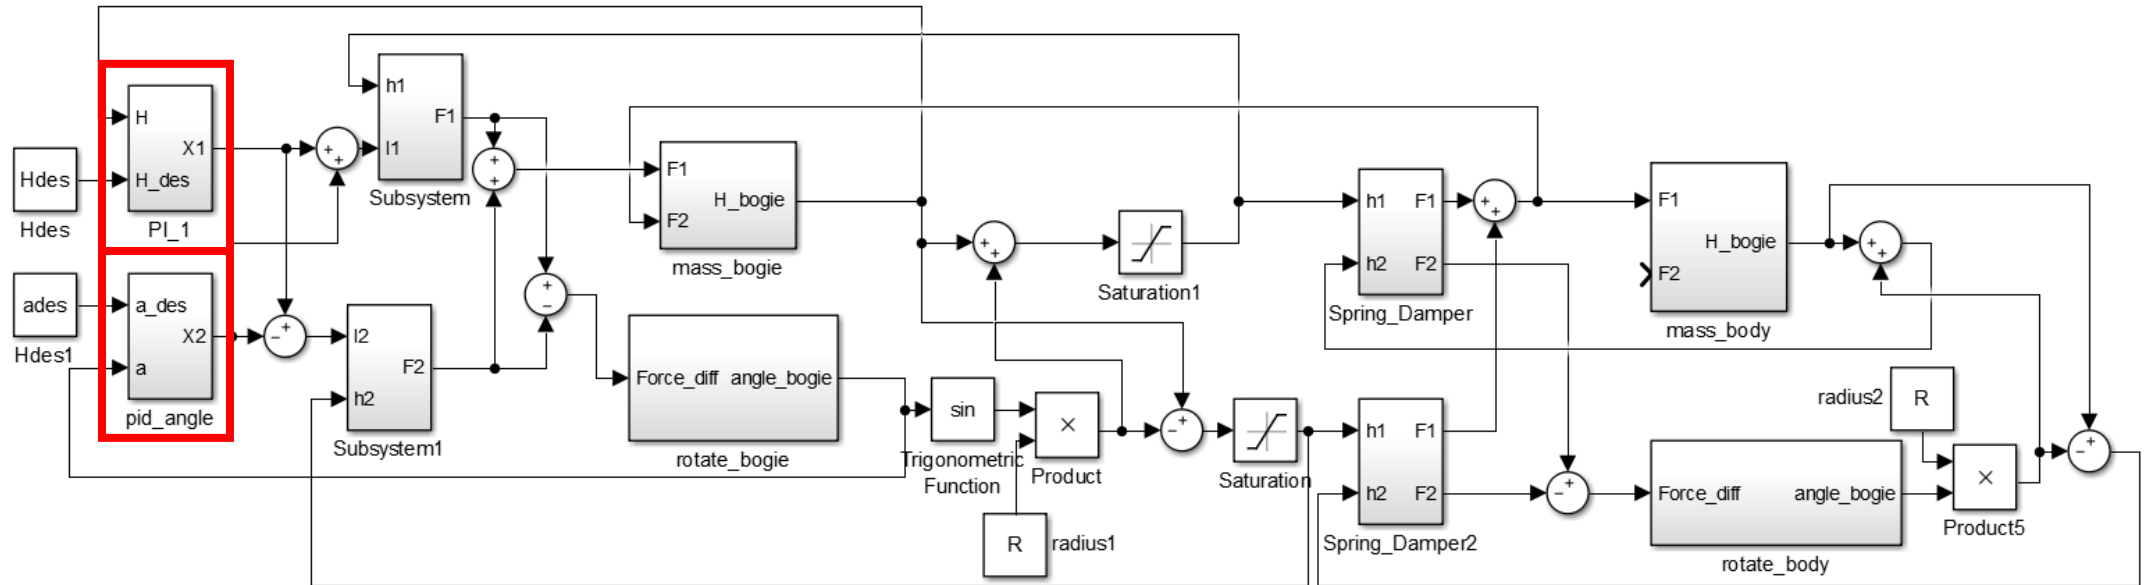 H
X1
H_des
PI_1
Hdes
Hdes
ades
Hdes1
a_des
X2
a
pid_angle
+
+
h1
F1
l1
Subsystem
+
+
+
−
−
+
l2
F2
h2
Subsystem1
F1
H_bogie
F2
mass_bogie
Force_diff angle_bogie
rotate_bogie
sin
Trigonometric
Function
×
Product
R
radius1
+
+
Saturation1
−
+
Saturation
h1
F1
h2
F2
Spring_Damper
h1
F1
h2
F2
Spring_Damper2
+
+
−
+
F1
H_bogie
F2
mass_body
Force_diff
angle_bogie
rotate_body
radius2
R
×
Product5
+
+
−
+